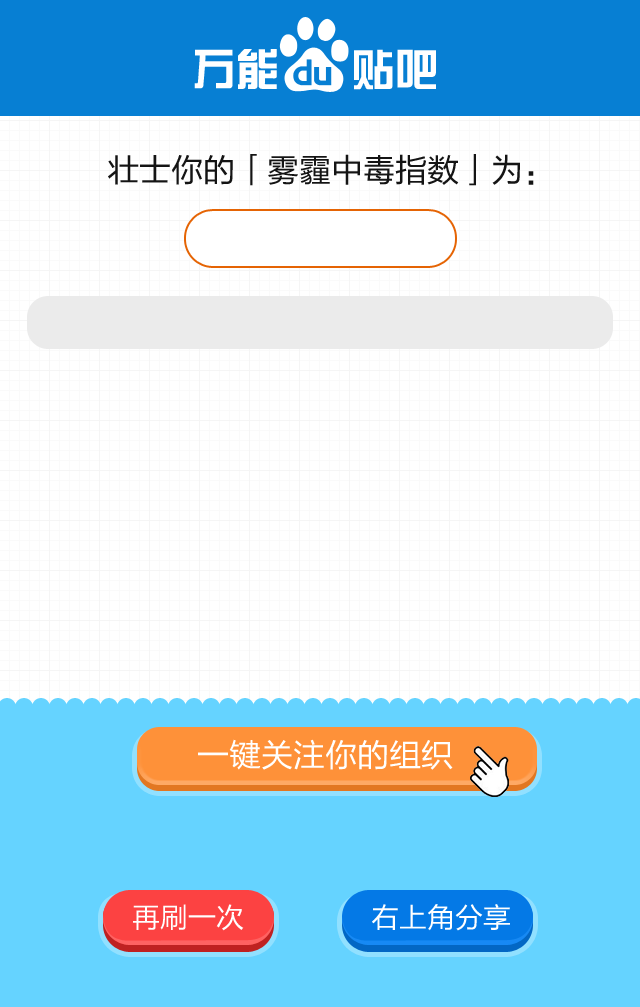 万能du贴吧
壮士你的「雾霾中毒指数」为：
一键关注你的组织
再刷一次
右上角分享